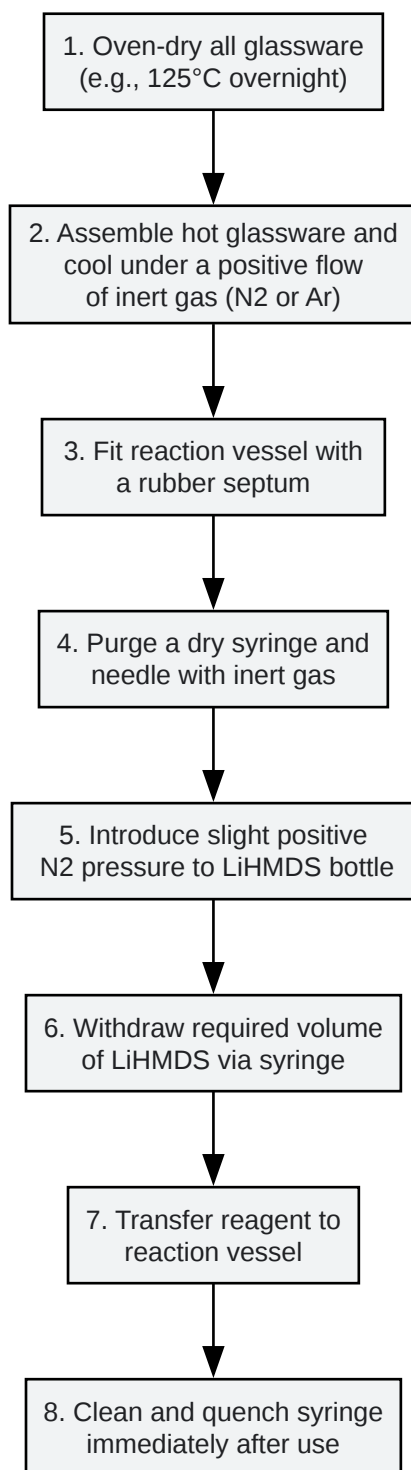 1. Oven-dry all glassware
(e.g., 125°C overnight)
2. Assemble hot glassware and
cool under a positive flow
of inert gas (N2 or Ar)
3. Fit reaction vessel with
a rubber septum
4. Purge a dry syringe and
needle with inert gas
5. Introduce slight positive
N2 pressure to LiHMDS bottle
6. Withdraw required volume
of LiHMDS via syringe
7. Transfer reagent to
reaction vessel
8. Clean and quench syringe
immediately after use